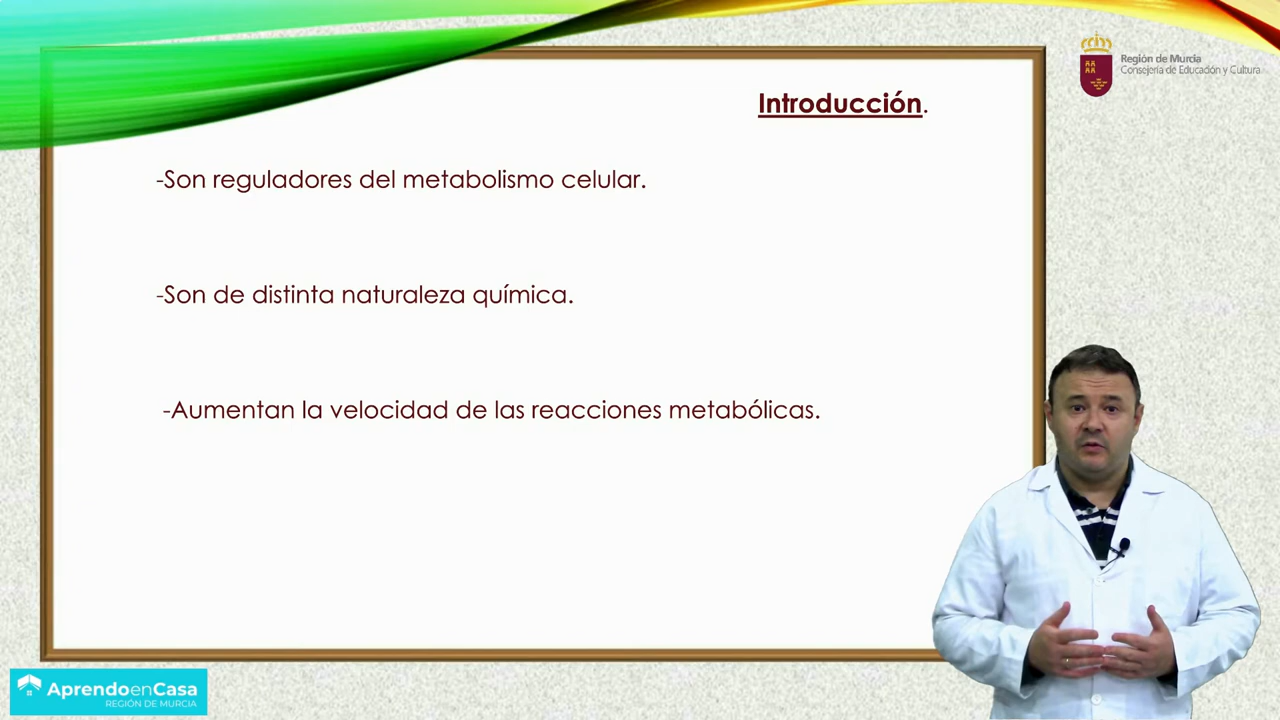 Región de Murcia
Consejería de Educación y Cultura
Introducción.
-Son reguladores del metabolismo celular.
-Son de distinta naturaleza química.
-Aumentan la velocidad de las reacciones metabólicas.
AprendoenCasa
REGIÓN DE MURCIA